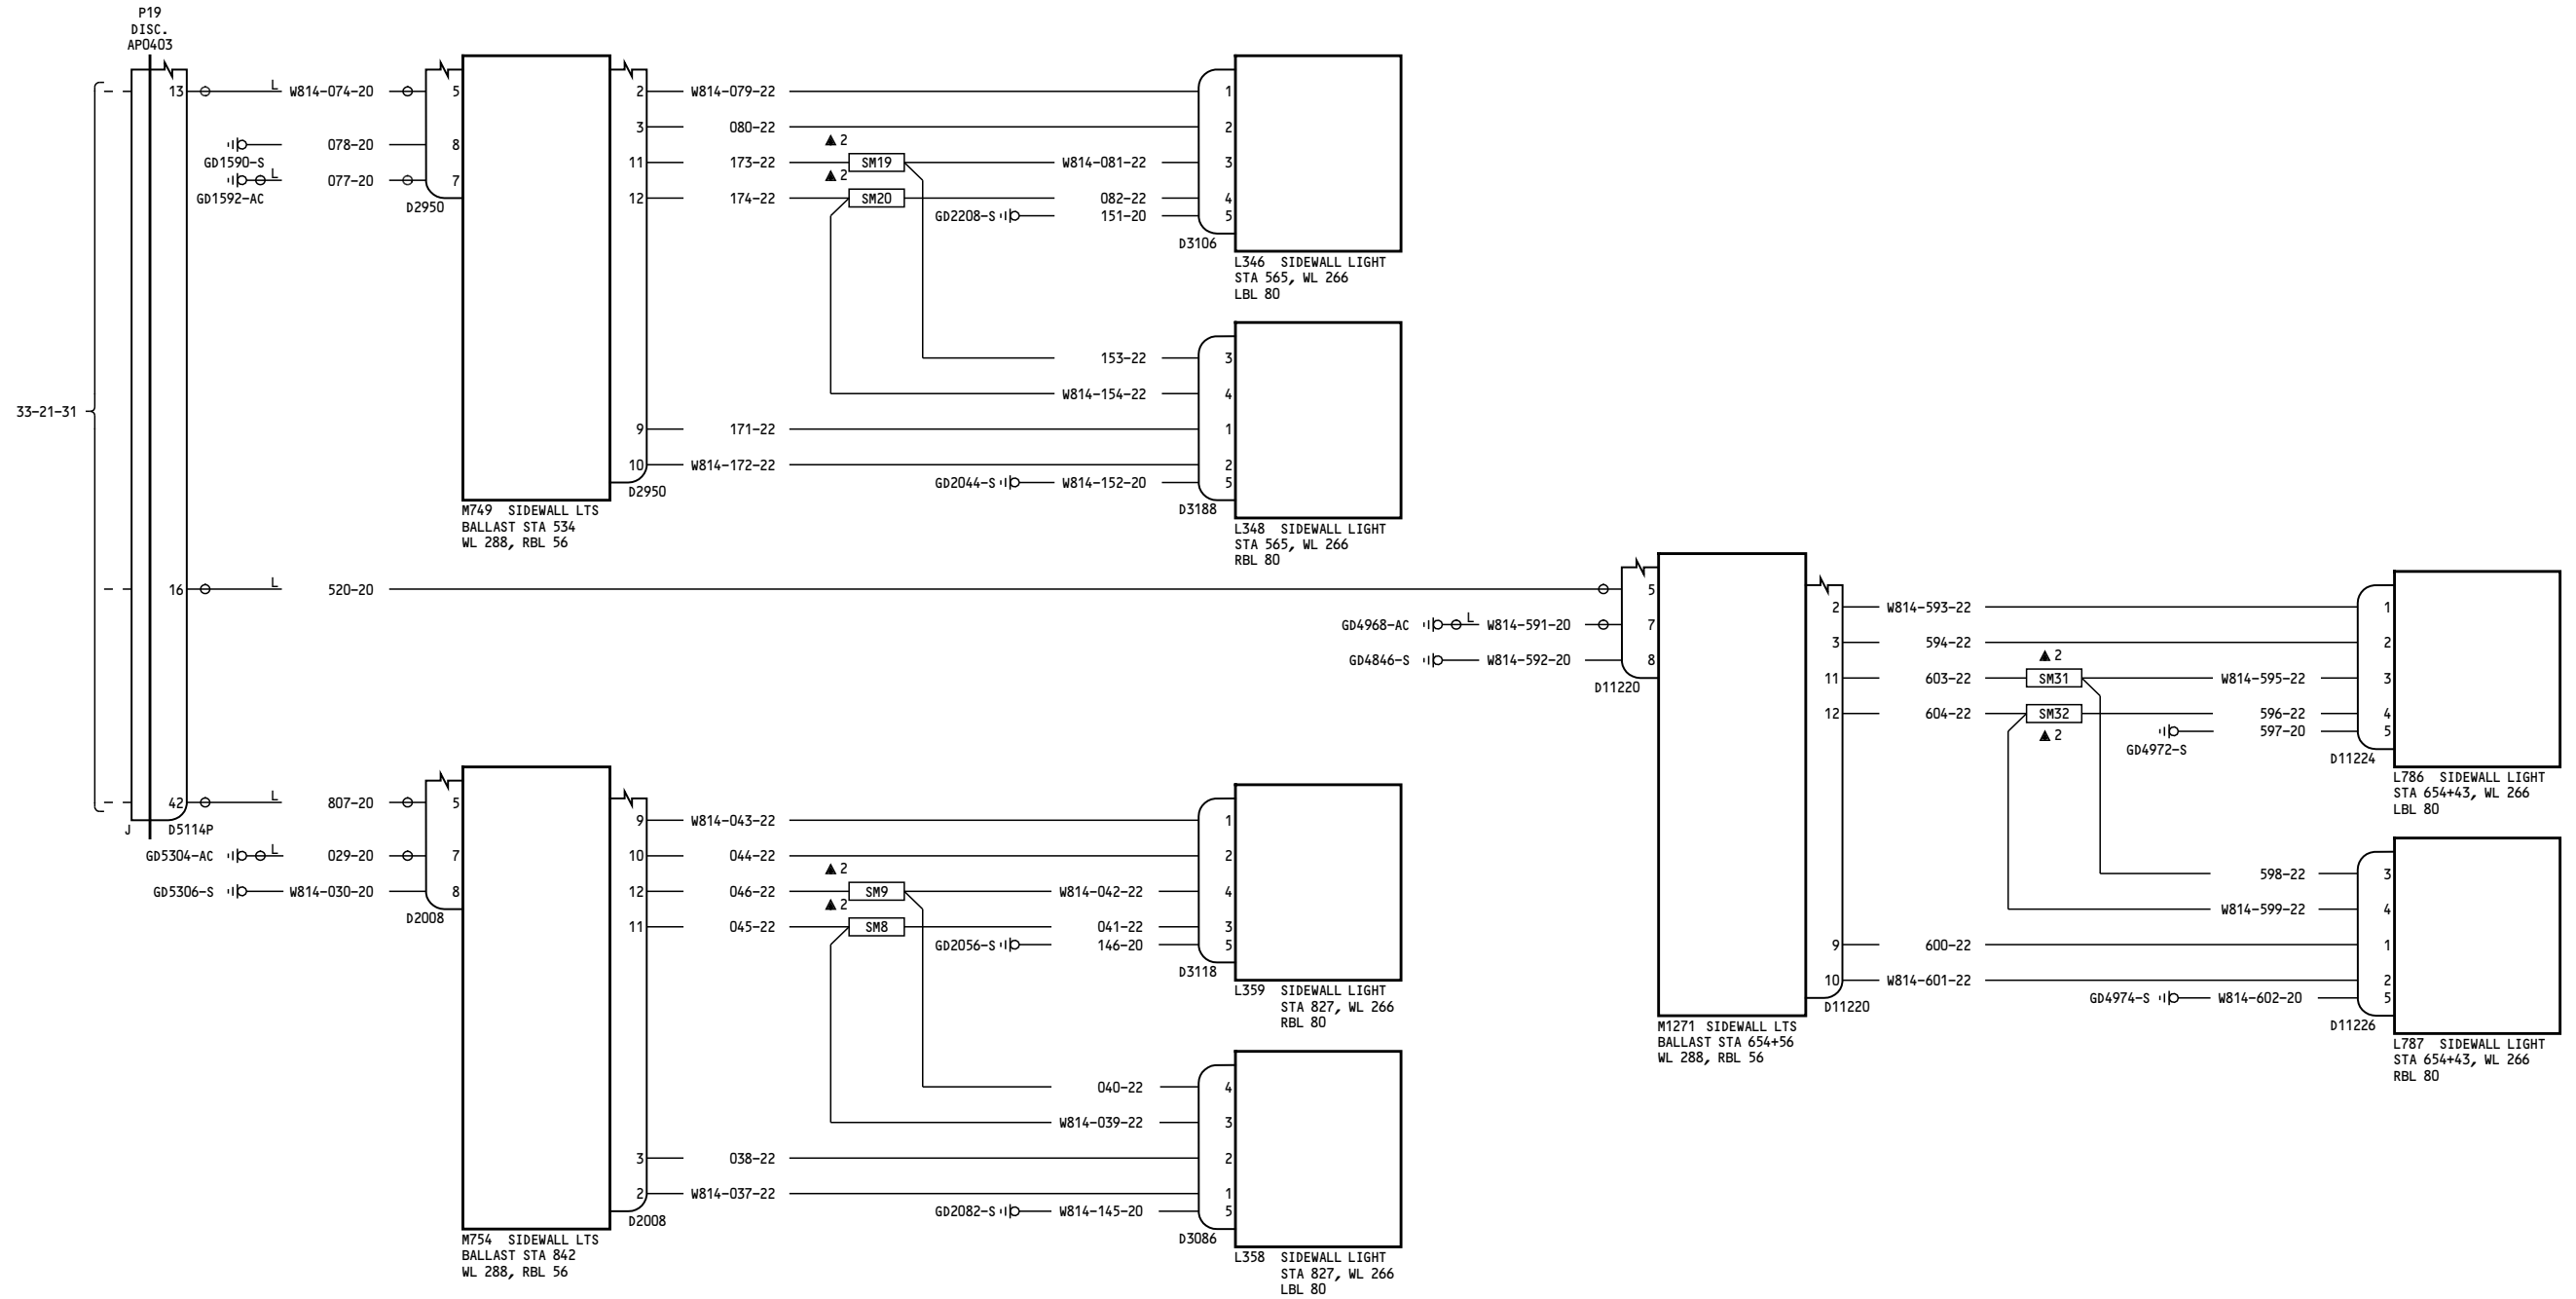 P19
DISC.
AP0403
33-21-31
13 L W814-074-20 5
GD1590-S 078-20 8
GD1592-AC L 077-20 7
D2950
2 W814-079-22 1
3 080-22 2
▲ 2
11 173-22 SM19 W814-081-22 3
▲ 2
12 174-22 SM20 082-22 4
GD2208-S 151-20 5
D3106
L346 SIDEWALL LIGHT
STA 565, WL 266
LBL 80
153-22 3
W814-154-22 4
9 171-22 1
10 W814-172-22 2
GD2044-S W814-152-20 5
D2950
D3188
M749 SIDEWALL LTS
BALLAST STA 534
WL 288, RBL 56
L348 SIDEWALL LIGHT
STA 565, WL 266
RBL 80
16 L 520-20 5
GD4968-AC L W814-591-20 7
GD4846-S W814-592-20 8
D11220
2 W814-593-22 1
3 594-22 2
▲ 2
11 603-22 SM31 W814-595-22 3
12 604-22 SM32 596-22 4
▲ 2
GD4972-S 597-20 5
D11224
L786 SIDEWALL LIGHT
STA 654+43, WL 266
LBL 80
598-22 3
W814-599-22 4
9 600-22 1
10 W814-601-22 2
GD4974-S W814-602-20 5
D11220
D11226
M1271 SIDEWALL LTS
BALLAST STA 654+56
WL 288, RBL 56
L787 SIDEWALL LIGHT
STA 654+43, WL 266
RBL 80
42 L 807-20 5
J D5114P
GD5304-AC L 029-20 7
GD5306-S W814-030-20 8
D2008
9 W814-043-22 1
10 044-22 2
▲ 2
12 046-22 SM9 W814-042-22 4
▲ 2
11 045-22 SM8 041-22 3
GD2056-S 146-20 5
D3118
L359 SIDEWALL LIGHT
STA 827, WL 266
RBL 80
040-22 4
W814-039-22 3
3 038-22 2
2 W814-037-22 1
GD2082-S W814-145-20 5
D2008
D3086
M754 SIDEWALL LTS
BALLAST STA 842
WL 288, RBL 56
L358 SIDEWALL LIGHT
STA 827, WL 266
LBL 80